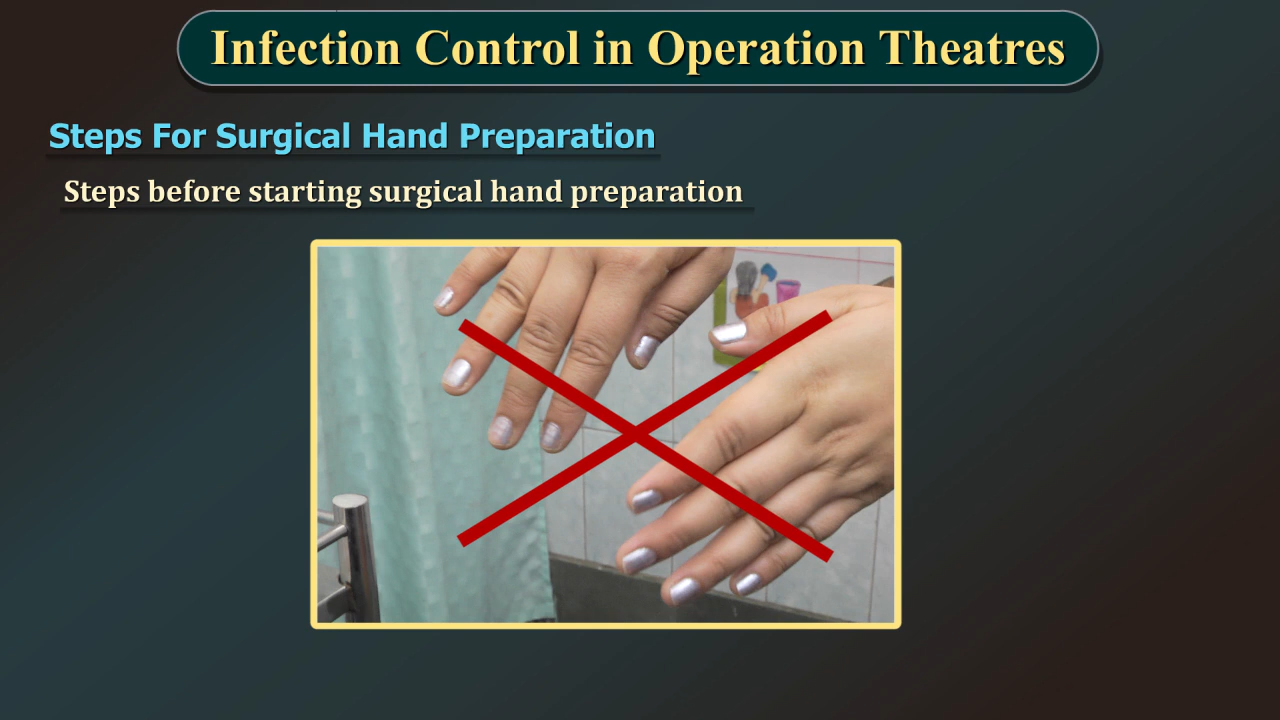 Infection Control in Operation Theatres
Steps For Surgical Hand Preparation
Steps before starting surgical hand preparation